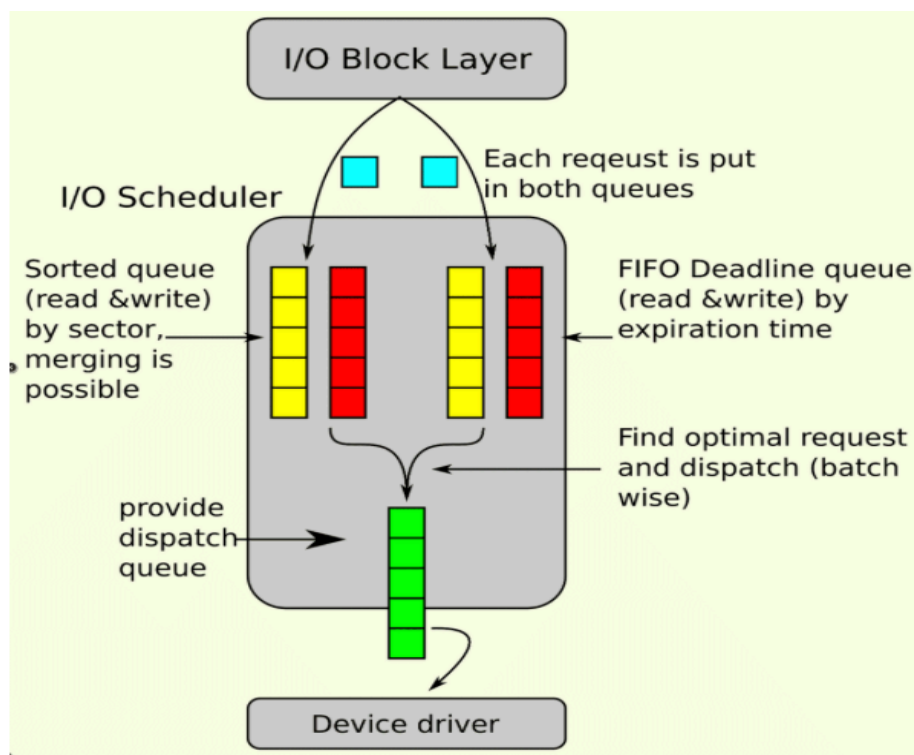 I/O Block Layer
Each reqeust is put
in both queues
I/O Scheduler
Sorted queue
(read &write)
by sector,
merging is
possible
FIFO Deadline queue
(read &write) by
expiration time
Find optimal request
and dispatch (batch
wise)
provide
dispatch
queue
Device driver